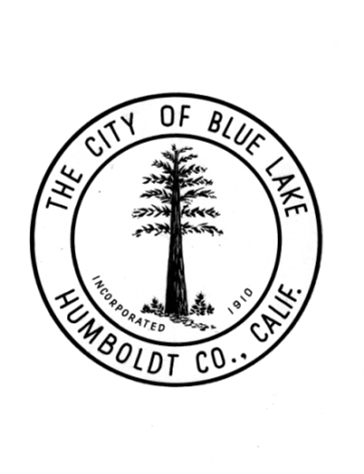 THE CITY OF BLUE LAKE
HUMBOLDT CO., CALIF.
INCORPORATED 1910